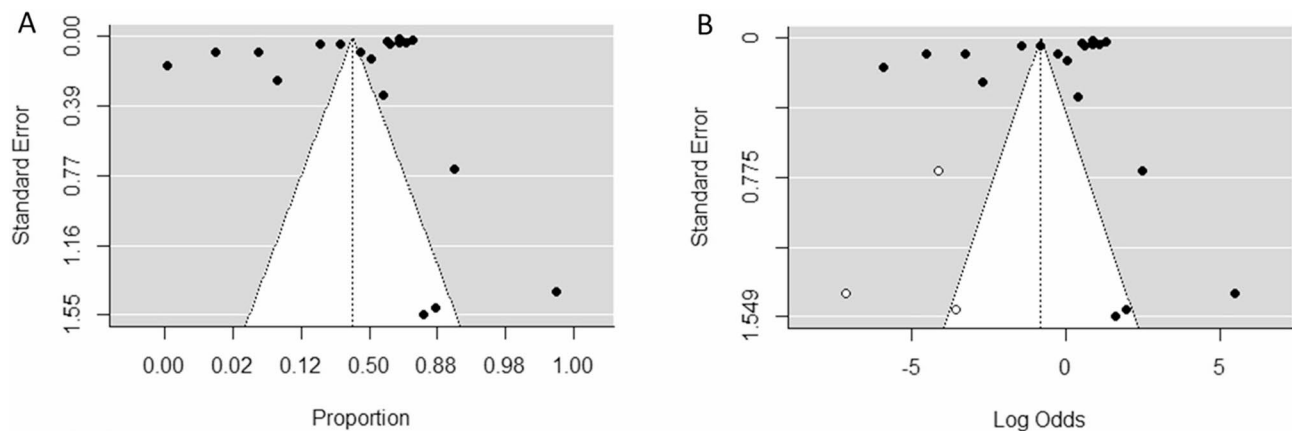 A
Standard Error
0.00
0.39
0.77
1.16
1.55
0.00 0.02 0.12 0.50 0.88 0.98 1.00
Proportion
B
Standard Error
0
0.775
1.549
-5 0 5
Log Odds